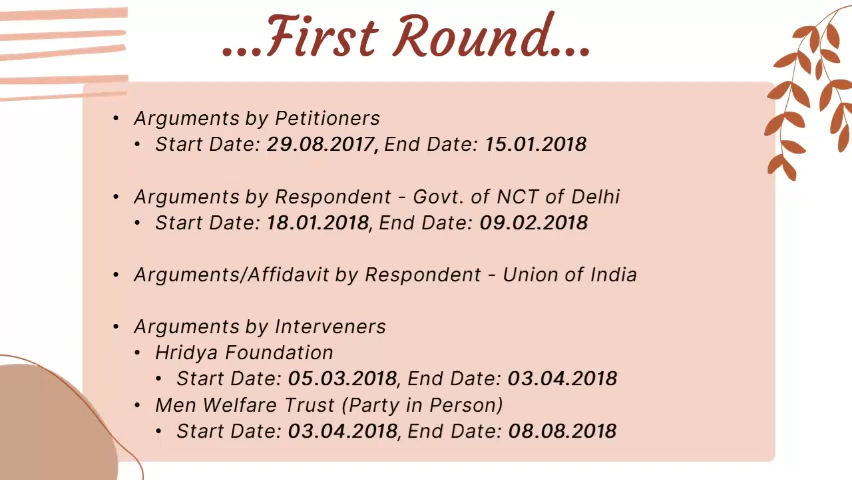 ...First Round...
• Arguments by Petitioners
• Start Date: 29.08.2017, End Date: 15.01.2018
• Arguments by Respondent - Govt. of NCT of Delhi
• Start Date: 18.01.2018, End Date: 09.02.2018
• Arguments/Affidavit by Respondent - Union of India
• Arguments by Interveners
• Hridya Foundation
• Start Date: 05.03.2018, End Date: 03.04.2018
• Men Welfare Trust (Party in Person)
• Start Date: 03.04.2018, End Date: 08.08.2018